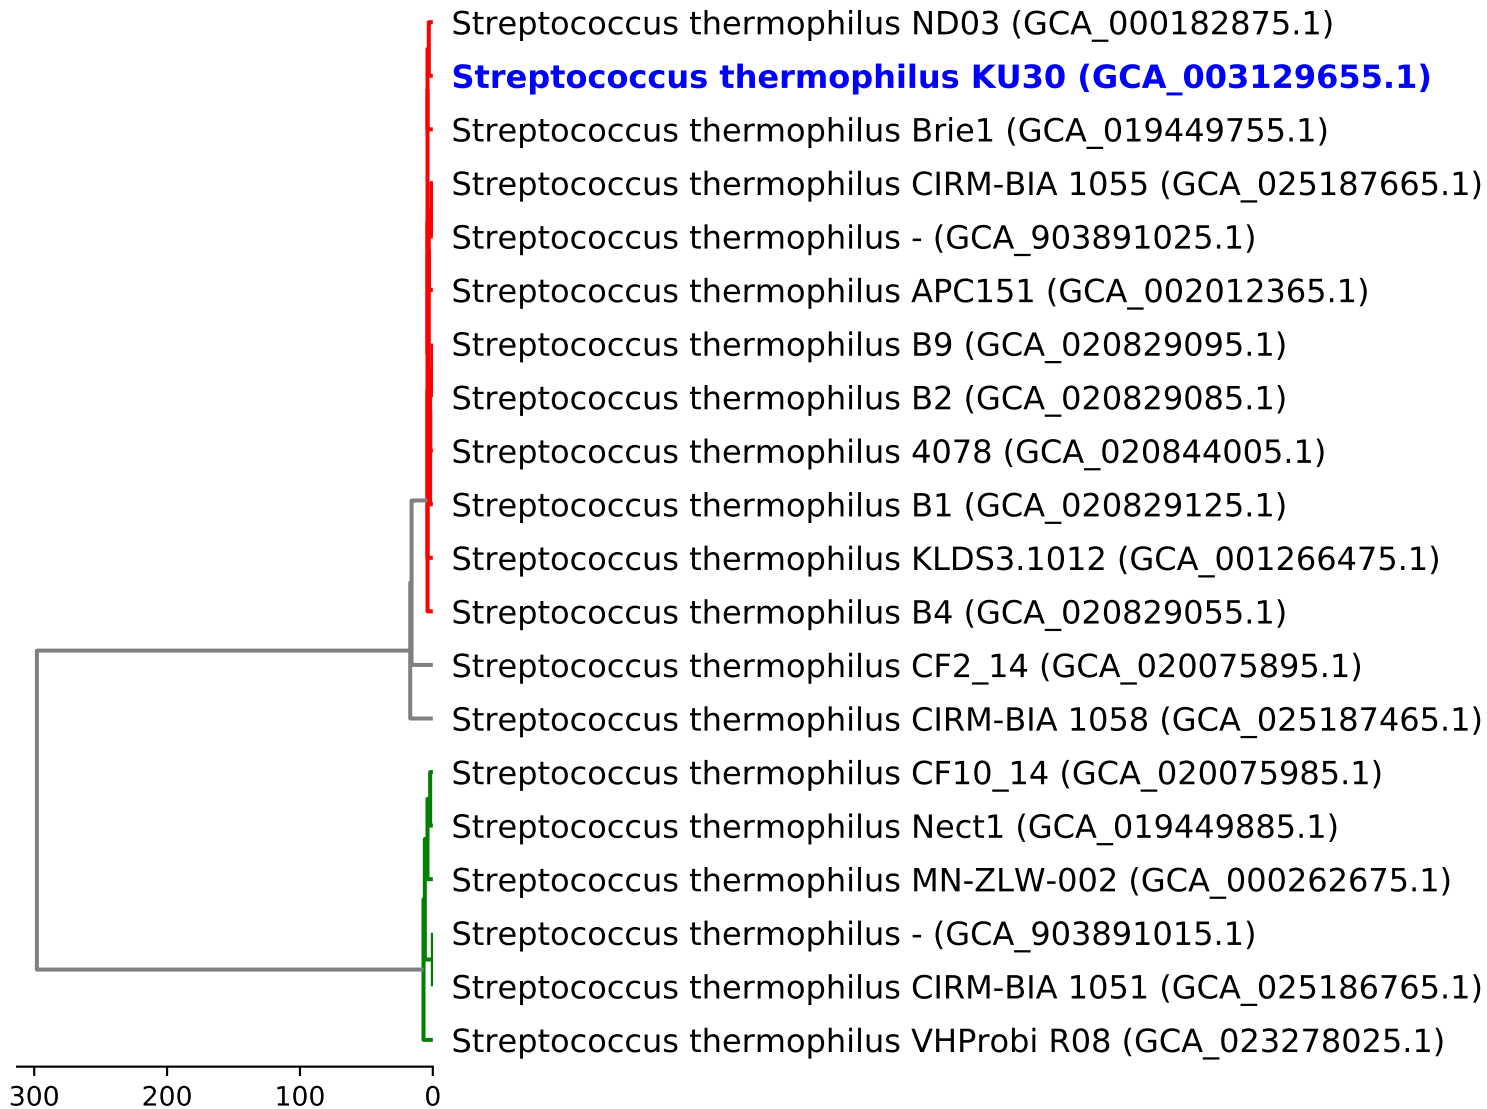 Streptococcus thermophilus ND03 (GCA_000182875.1)
Streptococcus thermophilus KU30 (GCA_003129655.1)
Streptococcus thermophilus Brie1 (GCA_019449755.1)
Streptococcus thermophilus CIRM-BIA 1055 (GCA_025187665.1)
Streptococcus thermophilus - (GCA_903891025.1)
Streptococcus thermophilus APC151 (GCA_002012365.1)
Streptococcus thermophilus B9 (GCA_020829095.1)
Streptococcus thermophilus B2 (GCA_020829085.1)
Streptococcus thermophilus 4078 (GCA_020844005.1)
Streptococcus thermophilus B1 (GCA_020829125.1)
Streptococcus thermophilus KLDS3.1012 (GCA_001266475.1)
Streptococcus thermophilus B4 (GCA_020829055.1)
Streptococcus thermophilus CF2_14 (GCA_020075895.1)
Streptococcus thermophilus CIRM-BIA 1058 (GCA_025187465.1)
Streptococcus thermophilus CF10_14 (GCA_020075985.1)
Streptococcus thermophilus Nect1 (GCA_019449885.1)
Streptococcus thermophilus MN-ZLW-002 (GCA_000262675.1)
Streptococcus thermophilus - (GCA_903891015.1)
Streptococcus thermophilus CIRM-BIA 1051 (GCA_025186765.1)
Streptococcus thermophilus VHProbi R08 (GCA_023278025.1)
300 200 100 0